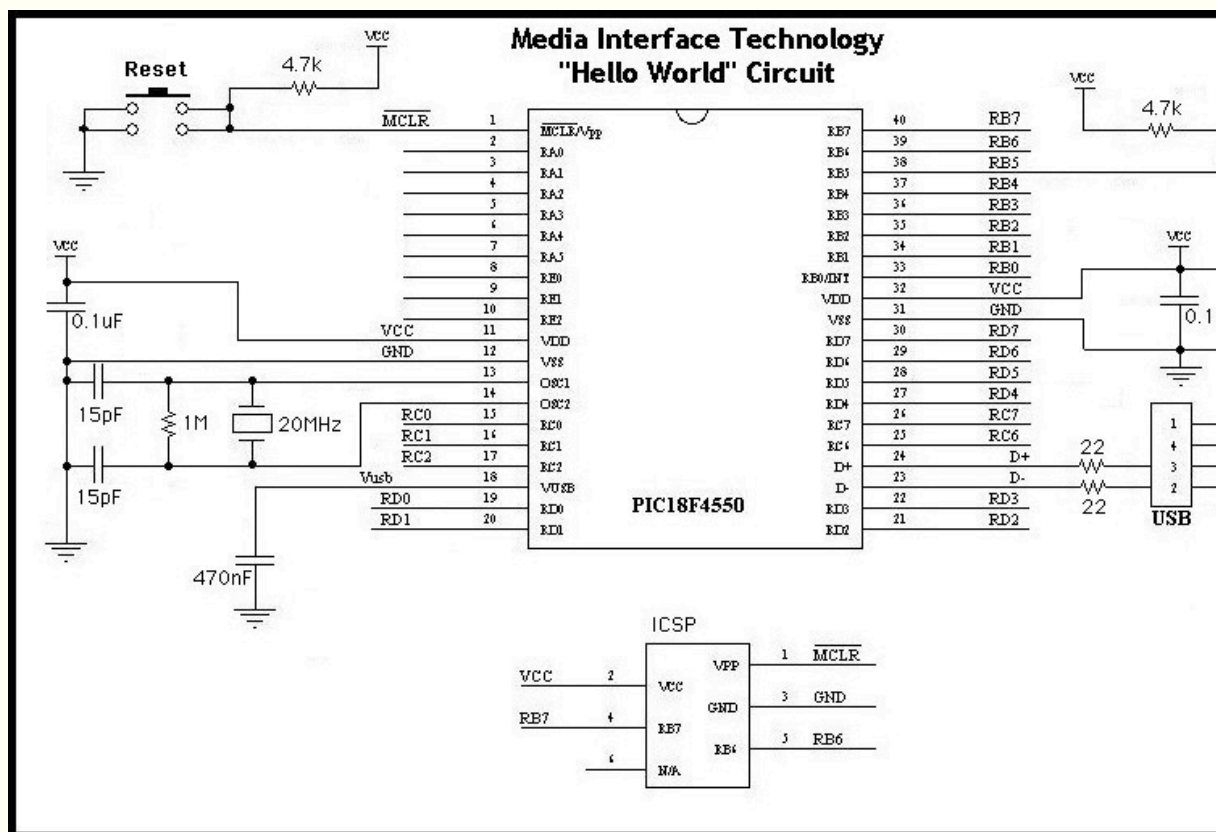 Media Interface Technology
"Hello World" Circuit
VCC
4.7k
Reset
MCLR
VCC
4.7k
VCC
0.1uF
VCC
GND
15pF
1M
20MHz
15pF
RC0
RC1
RC2
Vusb
RD0
RD1
470nF
1 MCLR/Vpp
2 RA0
3 RA1
4 RA2
5 RA3
6 RA4
7 RA5
8 RE0
9 RE1
10 RE2
11 VDD
12 VSS
13 OSC1
14 OSC2
15 RC0
16 RC1
17 RC2
18 VUSB
19 RD0
20 RD1
PIC18F4550
RB7 40 RB7
RB6 39 RB6
RB5 38 RB5
RB4 37 RB4
RB3 36 RB3
RB2 35 RB2
RB1 34 RB1
RB0/INT 33 RB0
VDD 32 VCC
VSS 31 GND
RD7 30 RD7
RD6 29 RD6
RD5 28 RD5
RD4 27 RD4
RC7 26 RC7
RC6 25 RC6
D+ 24 D+
D- 23 D-
RD3 22 RD3
RD2 21 RD2
VCC
0.1
22
22
1
4
3
2
USB
ICSP
VCC 2 VCC
RB7 4 RB7
6 N/A
VPP 1 MCLR
GND 3 GND
RB6 5 RB6